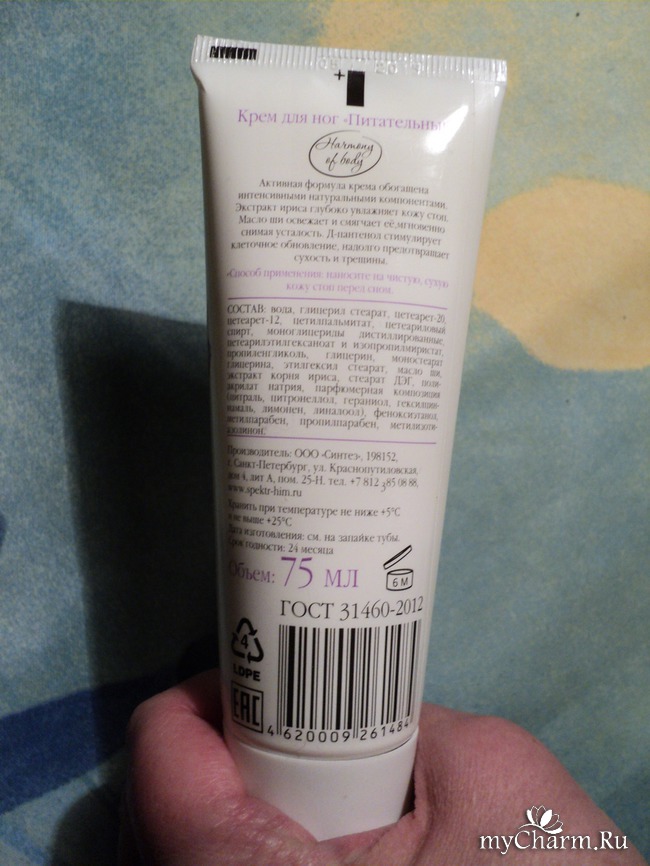 2019
+
Крем для ног «Питательный
Harmony
of body
Активная формула крема обогащена
интенсивными натуральными компонентами.
Экстракт ириса глубоко увлажняет кожу стоп.
Масло ши освежает и смягчает её,мгновенно
снимая усталость. Д-пантенол стимулирует
клеточное обновление, надолго предотвращает
сухость и трещины.
Способ применения: наносите на чистую, сухую
кожу стоп перед сном.
СОСТАВ: вода, глицерил стеарат, цетеарет-20,
цетеарет-12, цетилпальмитат, цетеариловый
спирт, моноглицериды дистиллированные,
цетеарилэтилгексаноат и изопропилмиристат,
пропиленгликоль, глицерин, моностеарат
глицерина, этилгексил стеарат, масло ши,
экстракт корня ириса, стеарат ДЭГ, поли-
акрилат натрия, парфюмерная композиция
(цитраль, цитронеллол, гераниол, гексилцин-
намаль, лимонен, линалоол), феноксиэтанол,
метилпарабен, пропилпарабен, метилизоти-
азолинон.
Производитель: ООО «Синтез», 198152,
г. Санкт-Петербург, ул. Краснопутиловская,
дом 4, лит А, пом. 25-Н. тел. +7 812 385 08 88,
www.spektr-him.ru
Хранить при температуре не ниже +5°С
и не выше +25°С
Дата изготовления: см. на запайке тубы.
Срок годности: 24 месяца
Объем: 75 МЛ
6 М
ГОСТ 31460-2012
4
LDPE
EAC
4 620009 261484
myCharm.Ru